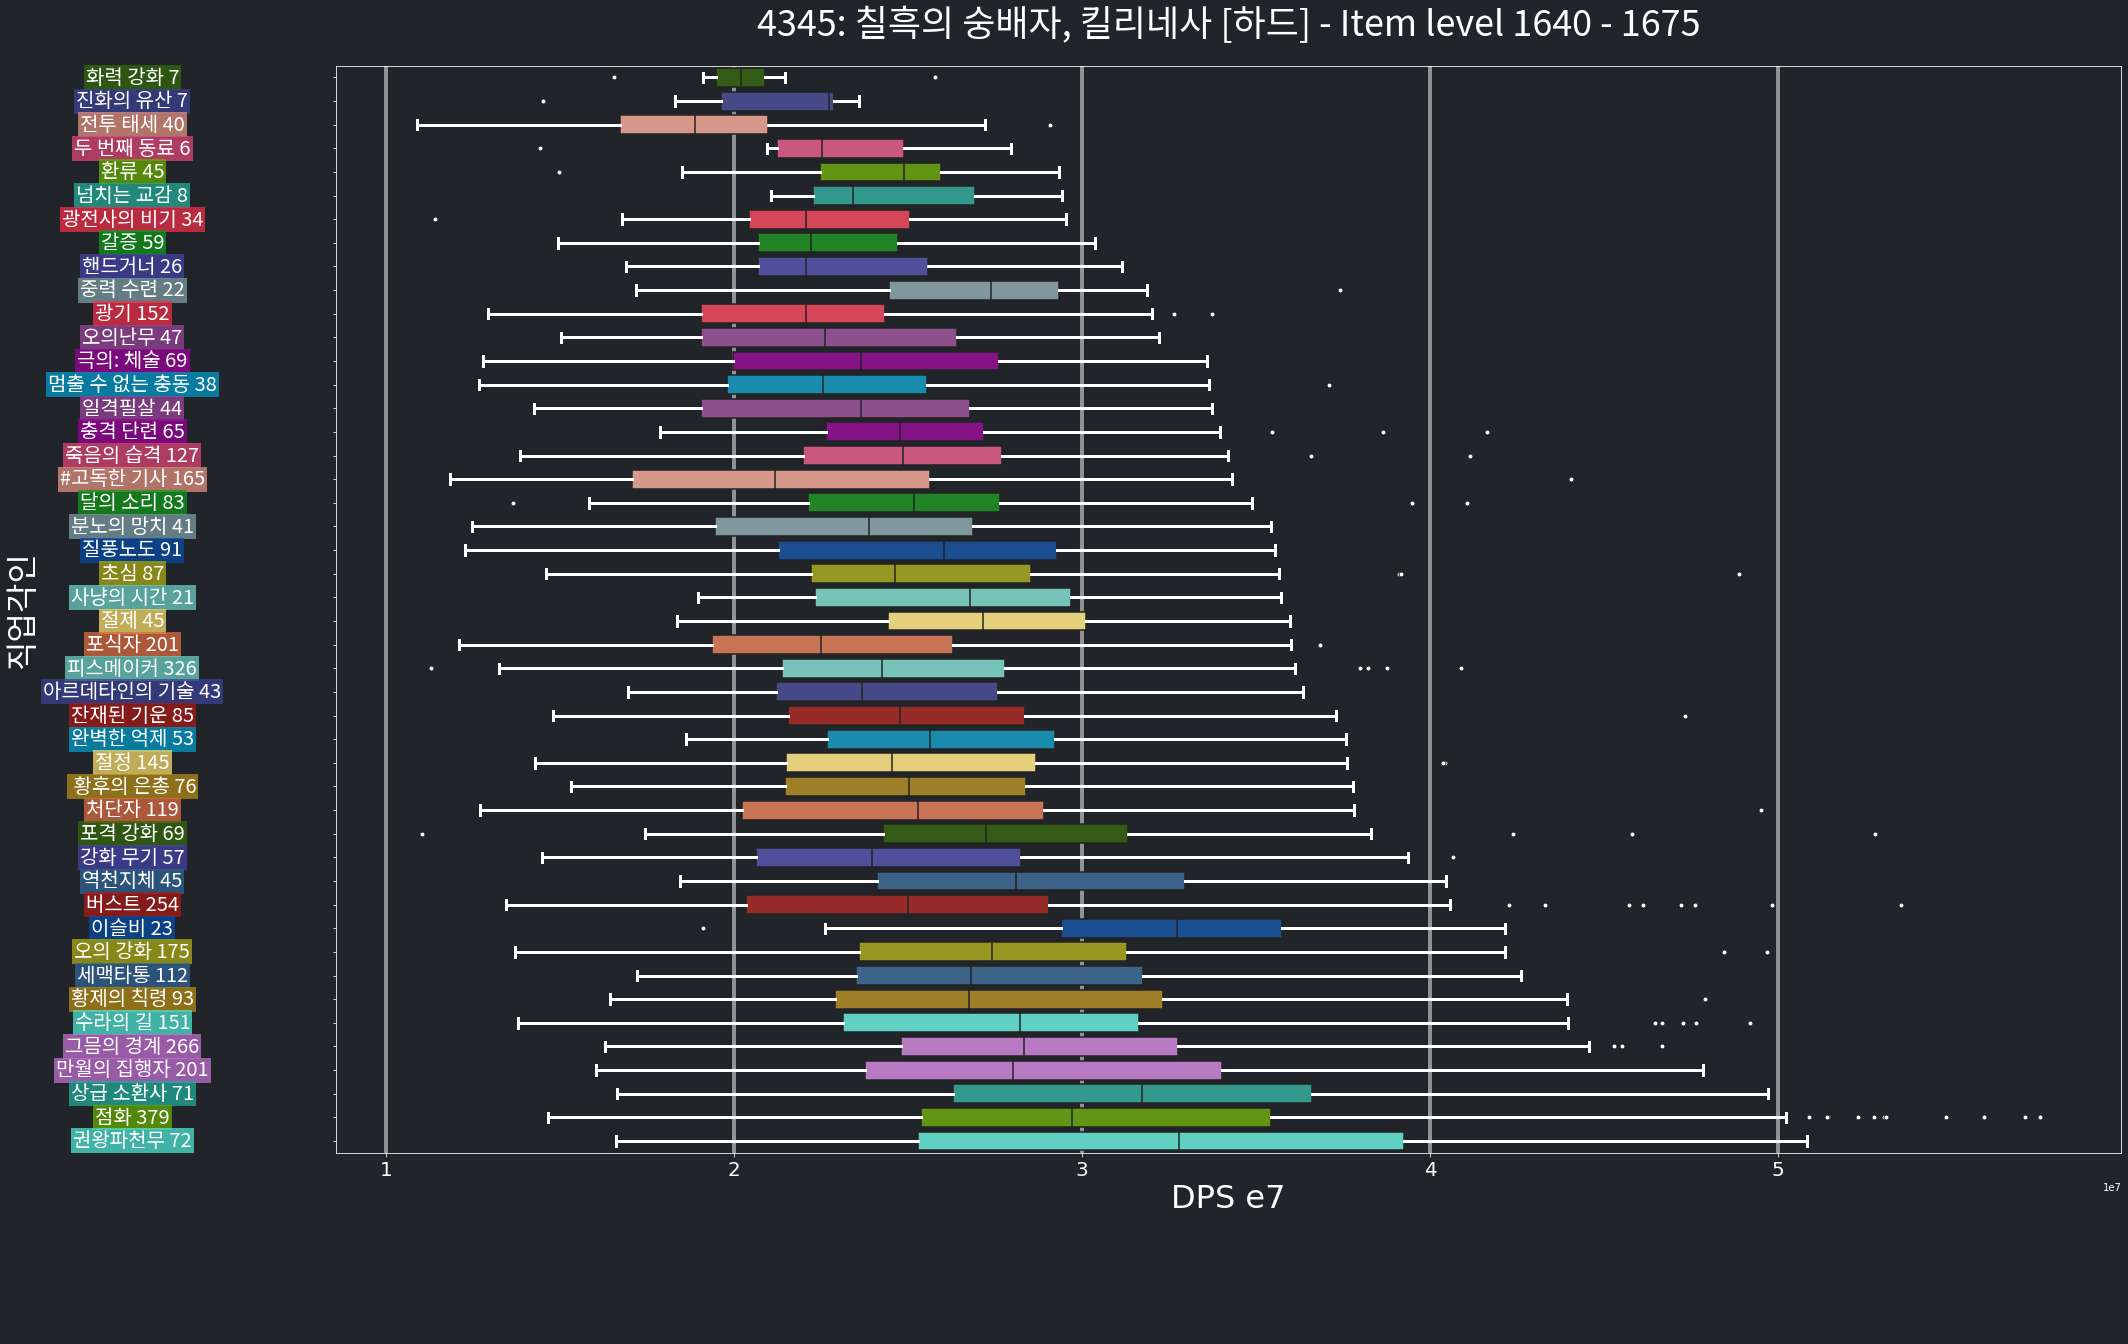 4345: 칠흑의 숭배자, 킬리네사 [하드] - Item level 1640 - 1675
화력 강화 7
진화의 유산 7
전투 태세 40
두 번째 동료 6
환류 45
넘치는 교감 8
광전사의 비기 34
갈증 59
핸드거너 26
중력 수련 22
광기 152
오의난무 47
극의: 체술 69
멈출 수 없는 충동 38
일격필살 44
충격 단련 65
죽음의 습격 127
#고독한 기사 165
달의 소리 83
분노의 망치 41
질풍노도 91
초심 87
사냥의 시간 21
절제 45
포식자 201
피스메이커 326
아르데타인의 기술 43
잔재된 기운 85
완벽한 억제 53
절정 145
황후의 은총 76
처단자 119
포격 강화 69
강화 무기 57
역천지체 45
버스트 254
이슬비 23
오의 강화 175
세맥타통 112
황제의 칙령 93
수라의 길 151
그믐의 경계 266
만월의 집행자 201
상급 소환사 71
점화 379
권왕파천무 72
직업각인
1 2 3 4 5
1e7
DPS e7